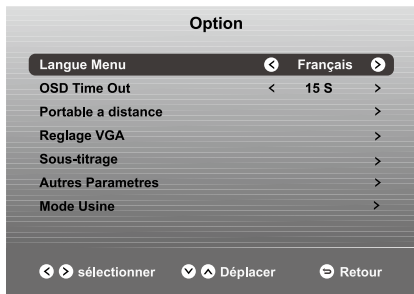 Option
Langue Menu Français
OSD Time Out < 15 S >
Portable a distance >
Reglage VGA >
Sous-titrage >
Autres Parametres >
Mode Usine >
sélectionner Déplacer Retour